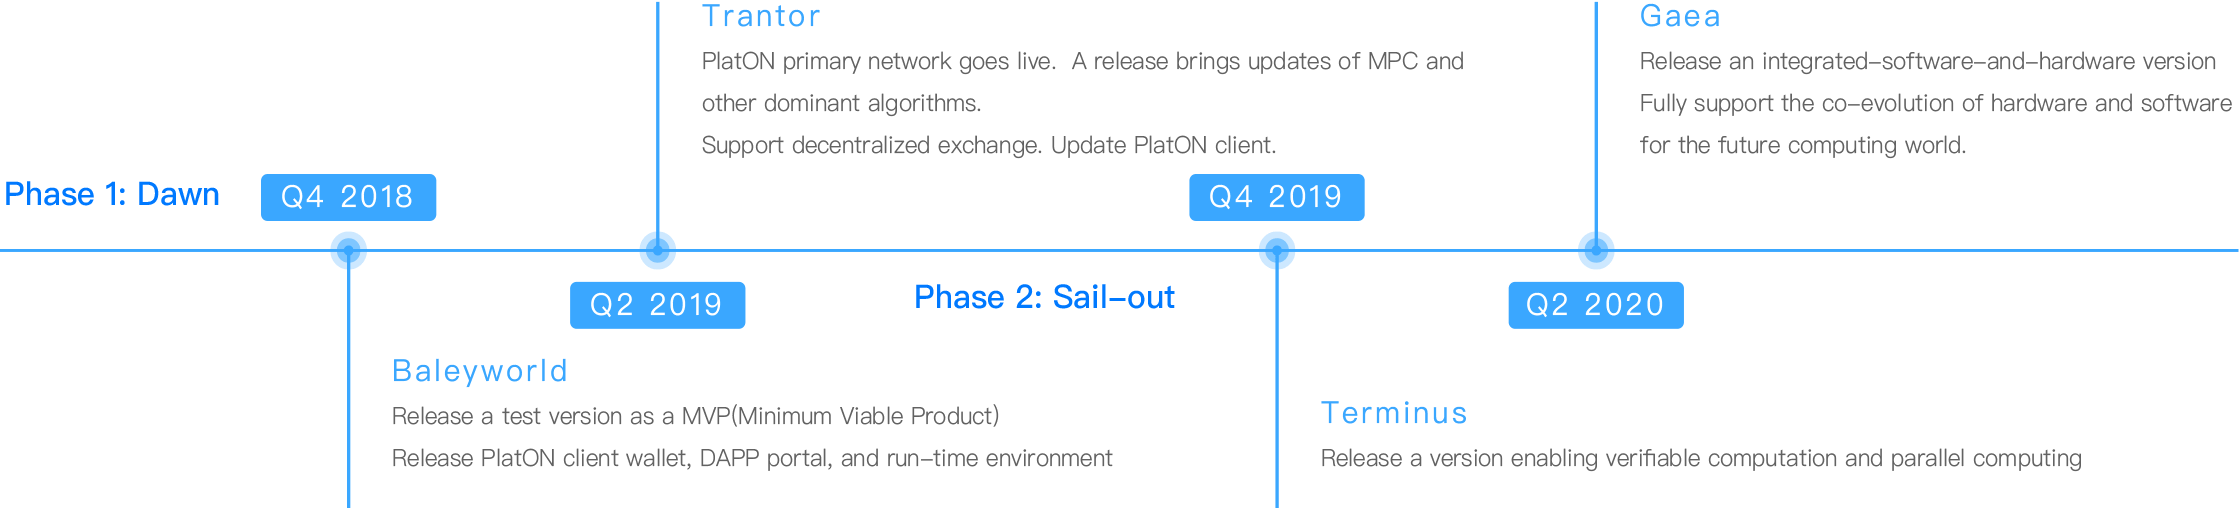 Trantor
PlatON primary network goes live. A release brings updates of MPC and
other dominant algorithms.
Support decentralized exchange. Update PlatON client.
Gaea
Release an integrated-software-and-hardware version
Fully support the co-evolution of hardware and software
for the future computing world.
Phase 1: Dawn
Q4 2018
Q4 2019
Q2 2019
Phase 2: Sail-out
Q2 2020
Baleyworld
Release a test version as a MVP(Minimum Viable Product)
Release PlatON client wallet, DAPP portal, and run-time environment
Terminus
Release a version enabling verifiable computation and parallel computing